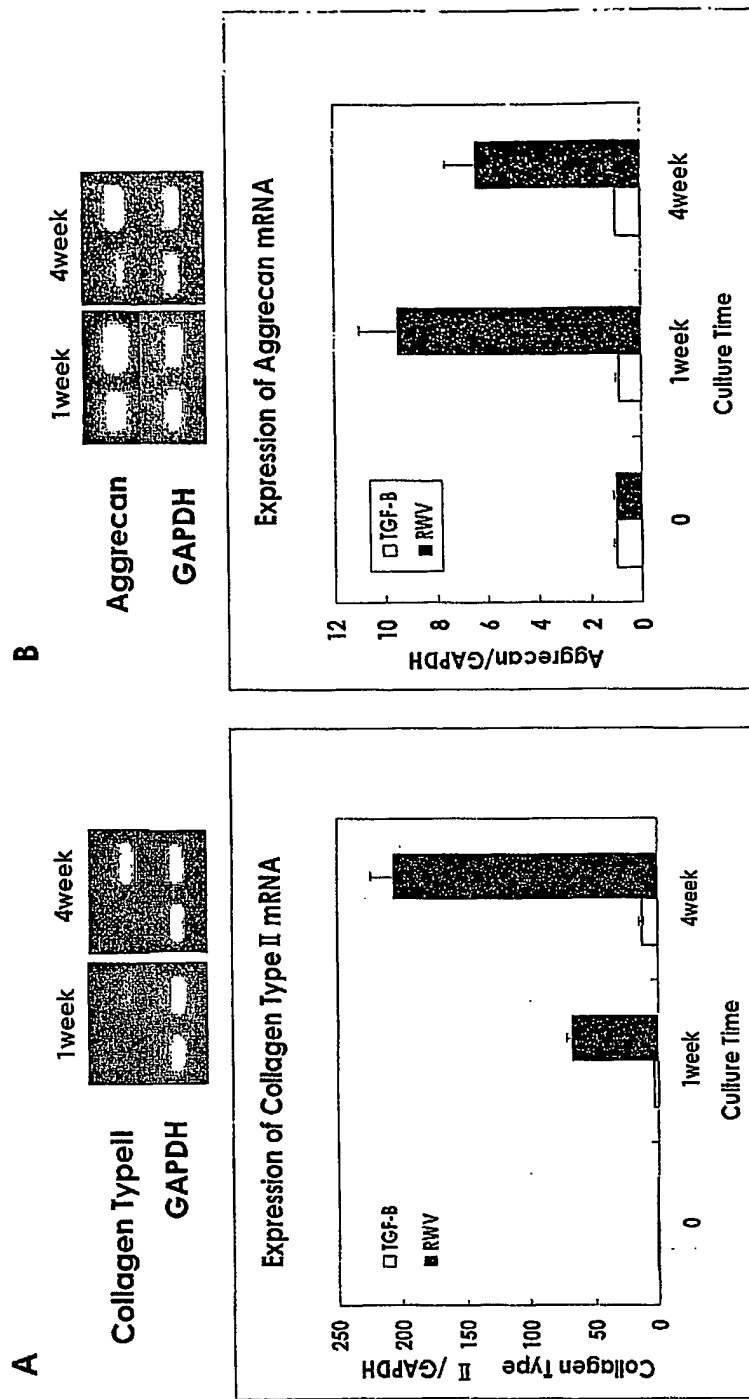 A
1week 4week
Collagen TypeII
GAPDH
Expression of Collagen Type Ⅱ mRNA
TGF-B
RWV
Collagen Type
Ⅱ /GAPDH
250
200
150
100
50
0
0 1week 4week
Culture Time
B
1week 4week
Aggrecan
GAPDH
Expression of Aggrecan mRNA
TGF-B
RWV
Aggrecan/GAPDH
12
10
8
6
4
2
0
0 1week 4week
Culture Time